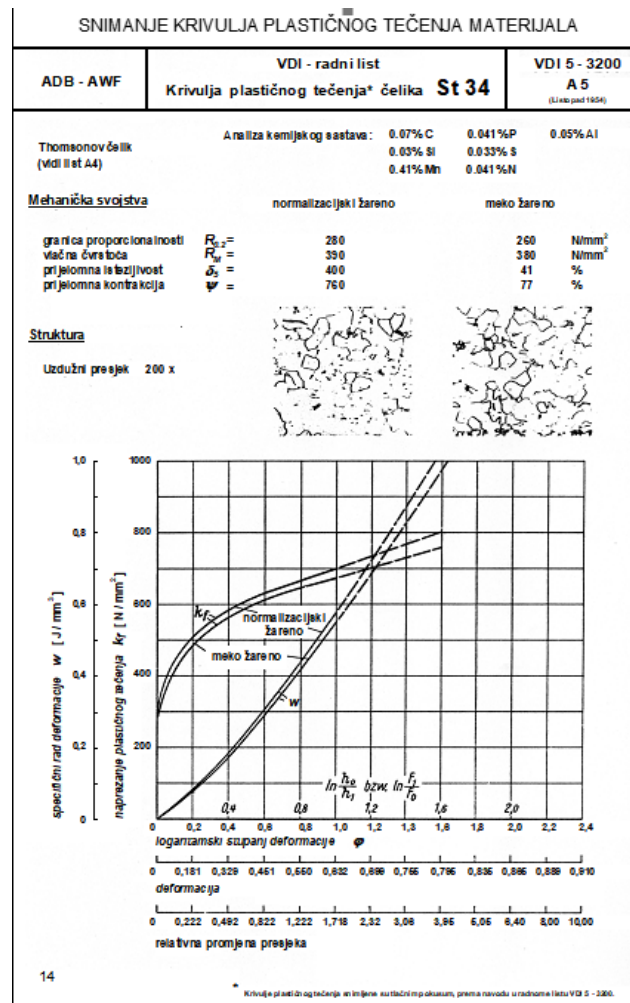 SNIMANJE KRIVULJA PLASTIČNOG TEČENJA MATERIJALA
ADB - AWF
VDI - radni list
Krivulja plastičnog tečenja* čelika St 34
VDI 5 - 3200
A 5
(Listopad 1954)
Thomsonov čelik
(vidi list A4)
Analiza kemijskog sastava: 0.07% C 0.041% P 0.05% Al
0.03% Si 0.033% S
0.41% Mn 0.041% N
Mehanička svojstva normalizacijski žareno meko žareno
granica proporcionalnosti R0.2 = 280 260 N/mm²
vlačna čvrstoća RM = 390 380 N/mm²
prijelomna istezljivost δ5 = 400 41 %
prijelomna kontrakcija ψ = 760 77 %
Struktura
Uzdužni presjek 200 x
specifični rad deformacije w [ J / mm³ ]
1,0
0,8
0,6
0,4
0,2
0
naprezanje plastičnog tečenja kf [ N / mm² ]
1000
800
600
400
200
kf
normalizacijski
žareno
meko žareno
w
ln h0/h1 bzw, ln F1/F0
0,4 0,8 1,2 1,6 2,0
0 0,2 0,4 0,6 0,8 1,0 1,2 1,4 1,6 1,8 2,0 2,2 2,4
logaritamski stupanj deformacije φ
0 0,181 0,329 0,451 0,550 0,632 0,699 0,755 0,795 0,835 0,865 0,889 0,910
deformacija
0 0,222 0,492 0,822 1,222 1,718 2,32 3,06 3,95 5,05 6,40 8,00 10,00
relativna promjena presjeka
14
* Krivulje plastičnog tečenja snimljene su tlačnim pokusum, prema navodu u radnome listu VDI 5 - 3200.